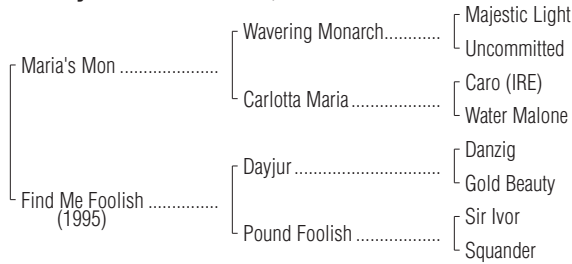 Majestic Light
Wavering Monarch............
Uncommitted
Maria's Mon .....................
Caro (IRE)
Carlotta Maria...................
Water Malone
Danzig
Dayjur.............................
Gold Beauty
Find Me Foolish ...............
(1995)
Sir Ivor
Pound Foolish ..................
Squander